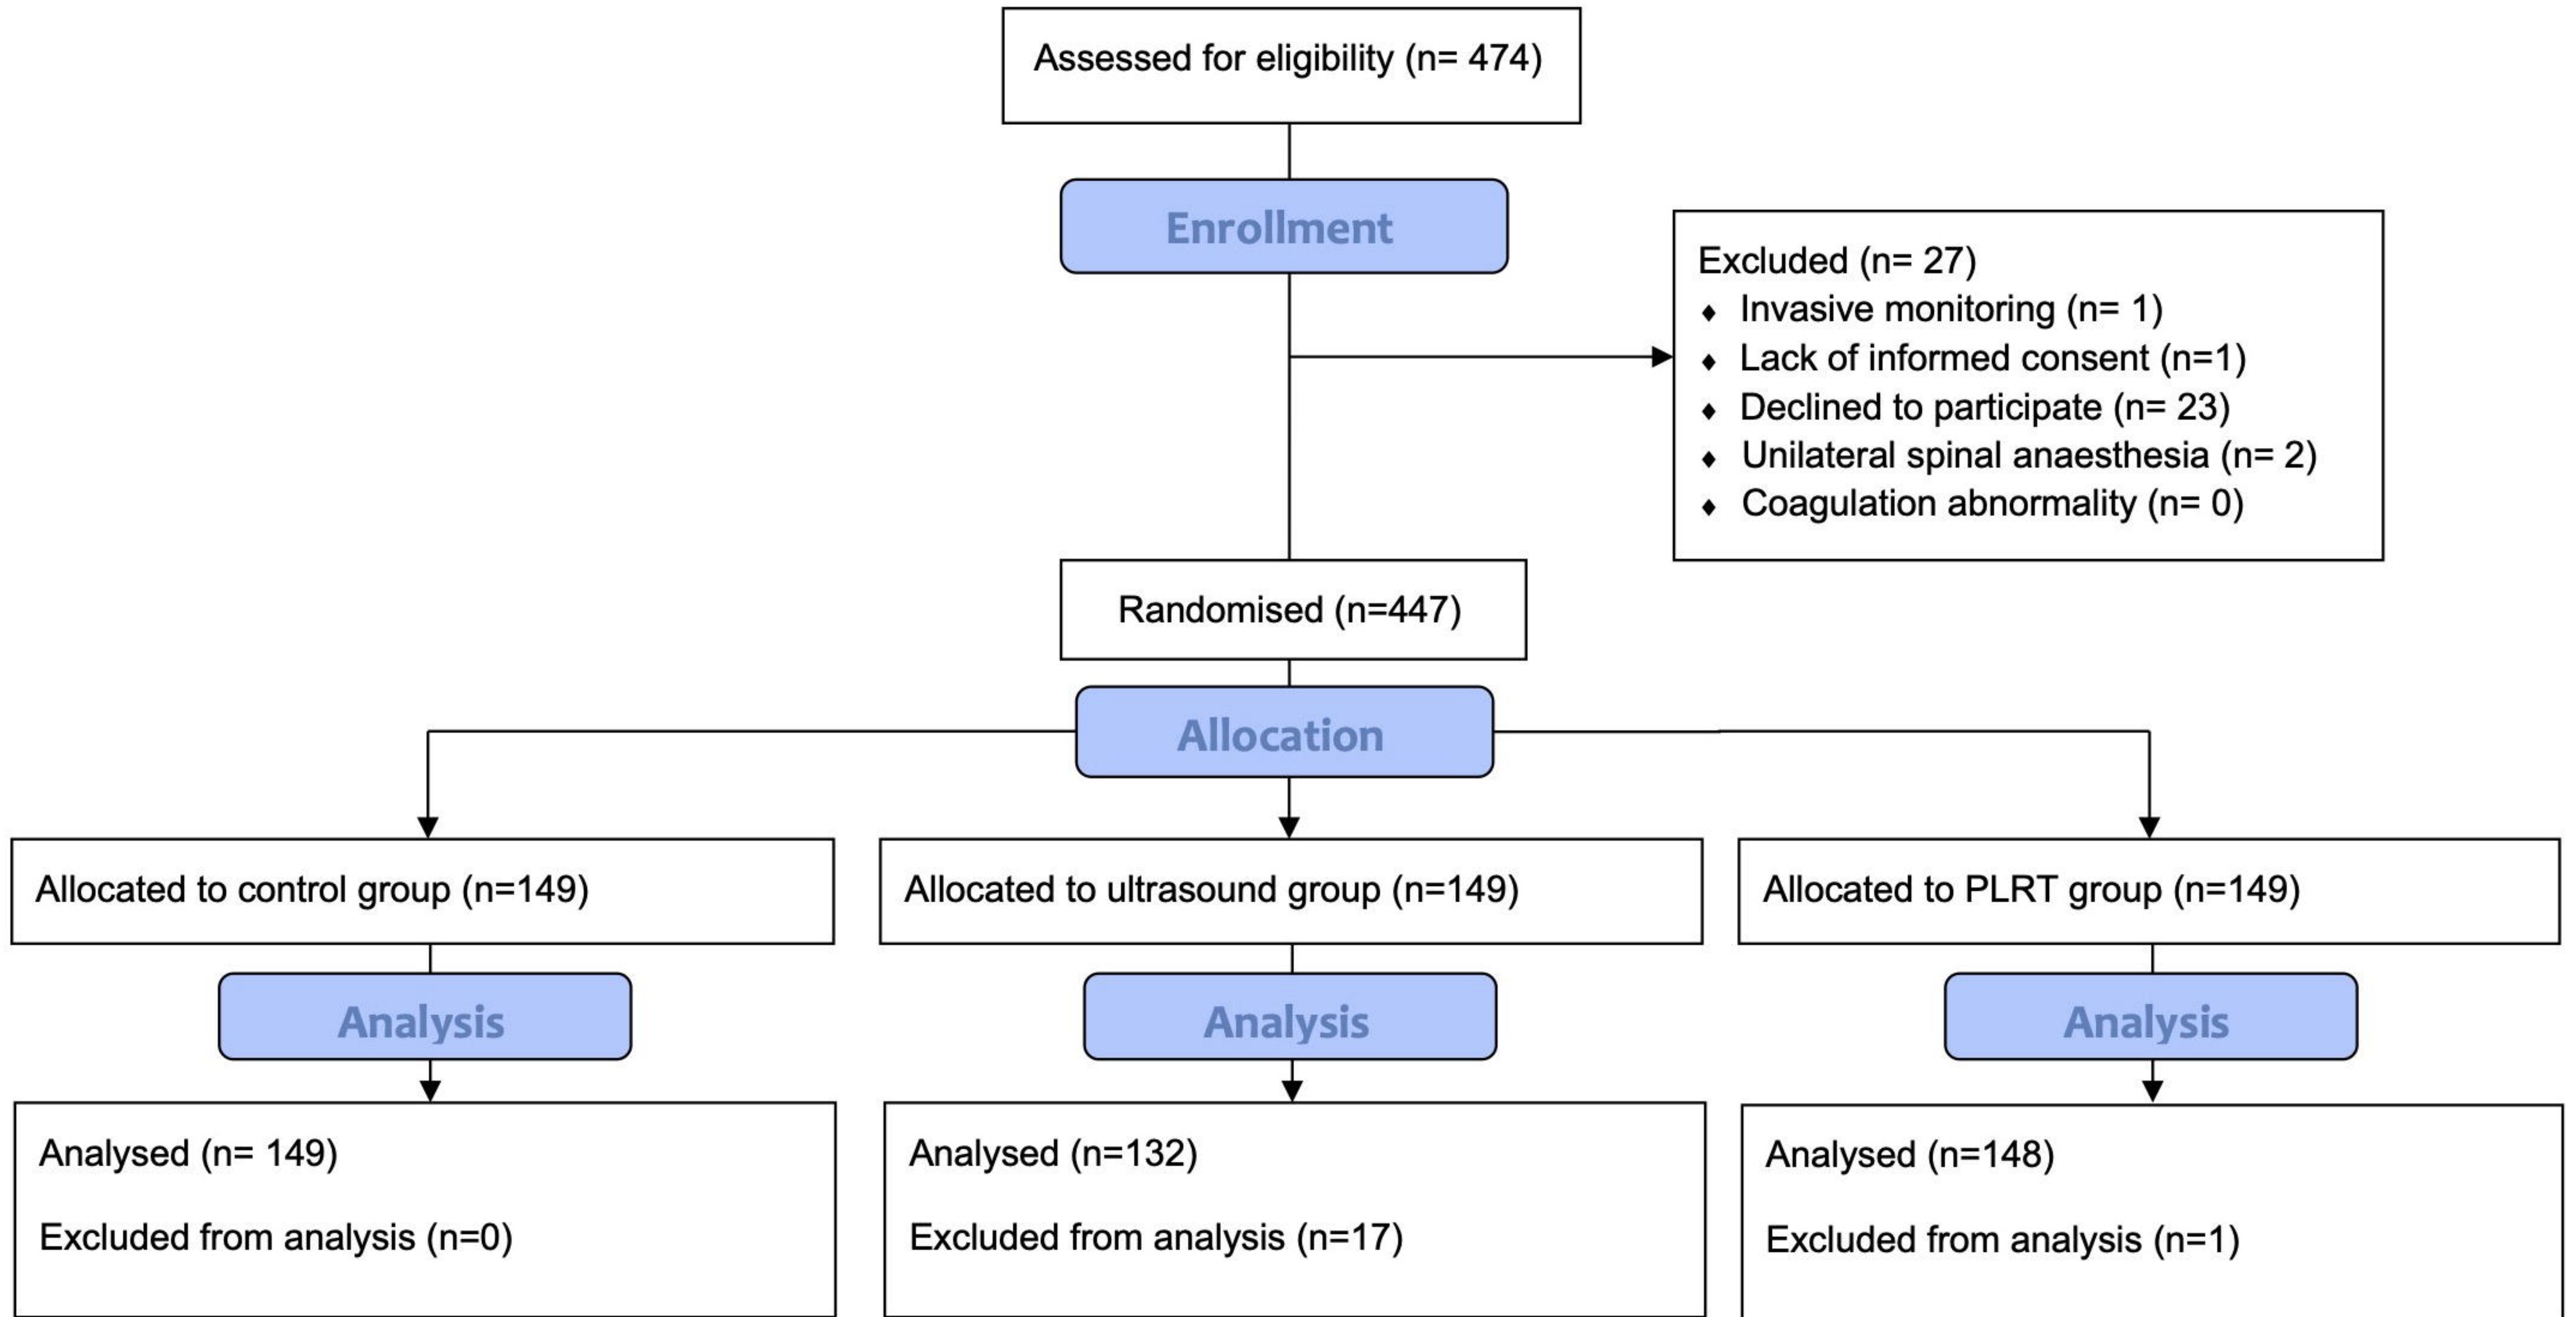 Assessed for eligibility (n= 474)
Enrollment
Excluded (n= 27)
♦ Invasive monitoring (n= 1)
♦ Lack of informed consent (n=1)
♦ Declined to participate (n= 23)
♦ Unilateral spinal anaesthesia (n= 2)
♦ Coagulation abnormality (n= 0)
Randomised (n=447)
Allocation
Allocated to control group (n=149)
Allocated to ultrasound group (n=149)
Allocated to PLRT group (n=149)
Analysis
Analysis
Analysis
Analysed (n= 149)
Excluded from analysis (n=0)
Analysed (n=132)
Excluded from analysis (n=17)
Analysed (n=148)
Excluded from analysis (n=1)